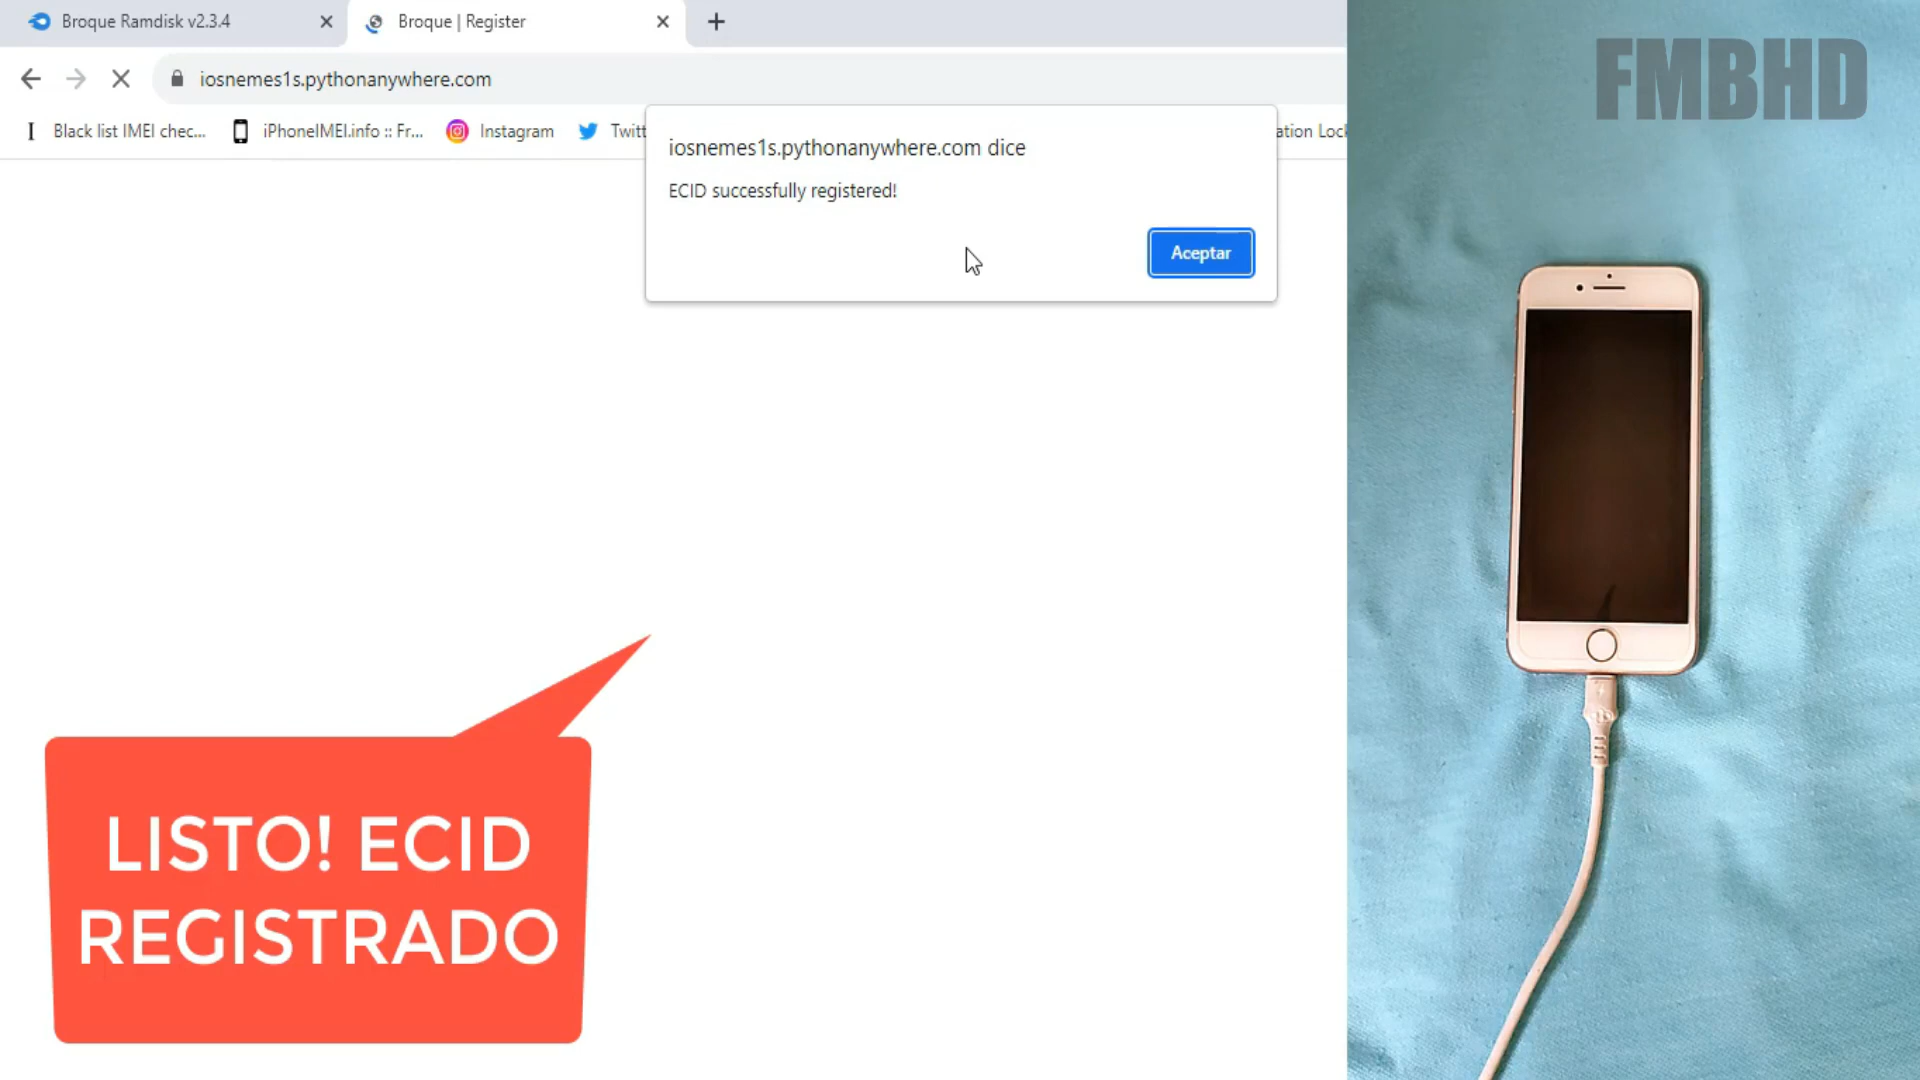 Broque Ramdisk v2.3.4
Broque | Register
iosnemes1s.pythonanywhere.com
Black list IMEI chec...
iPhoneIMEI.info :: Fr...
Instagram
Twitt
ation Lock
iosnemes1s.pythonanywhere.com dice
ECID successfully registered!
Aceptar
FMBHD
LISTO! ECID
REGISTRADO